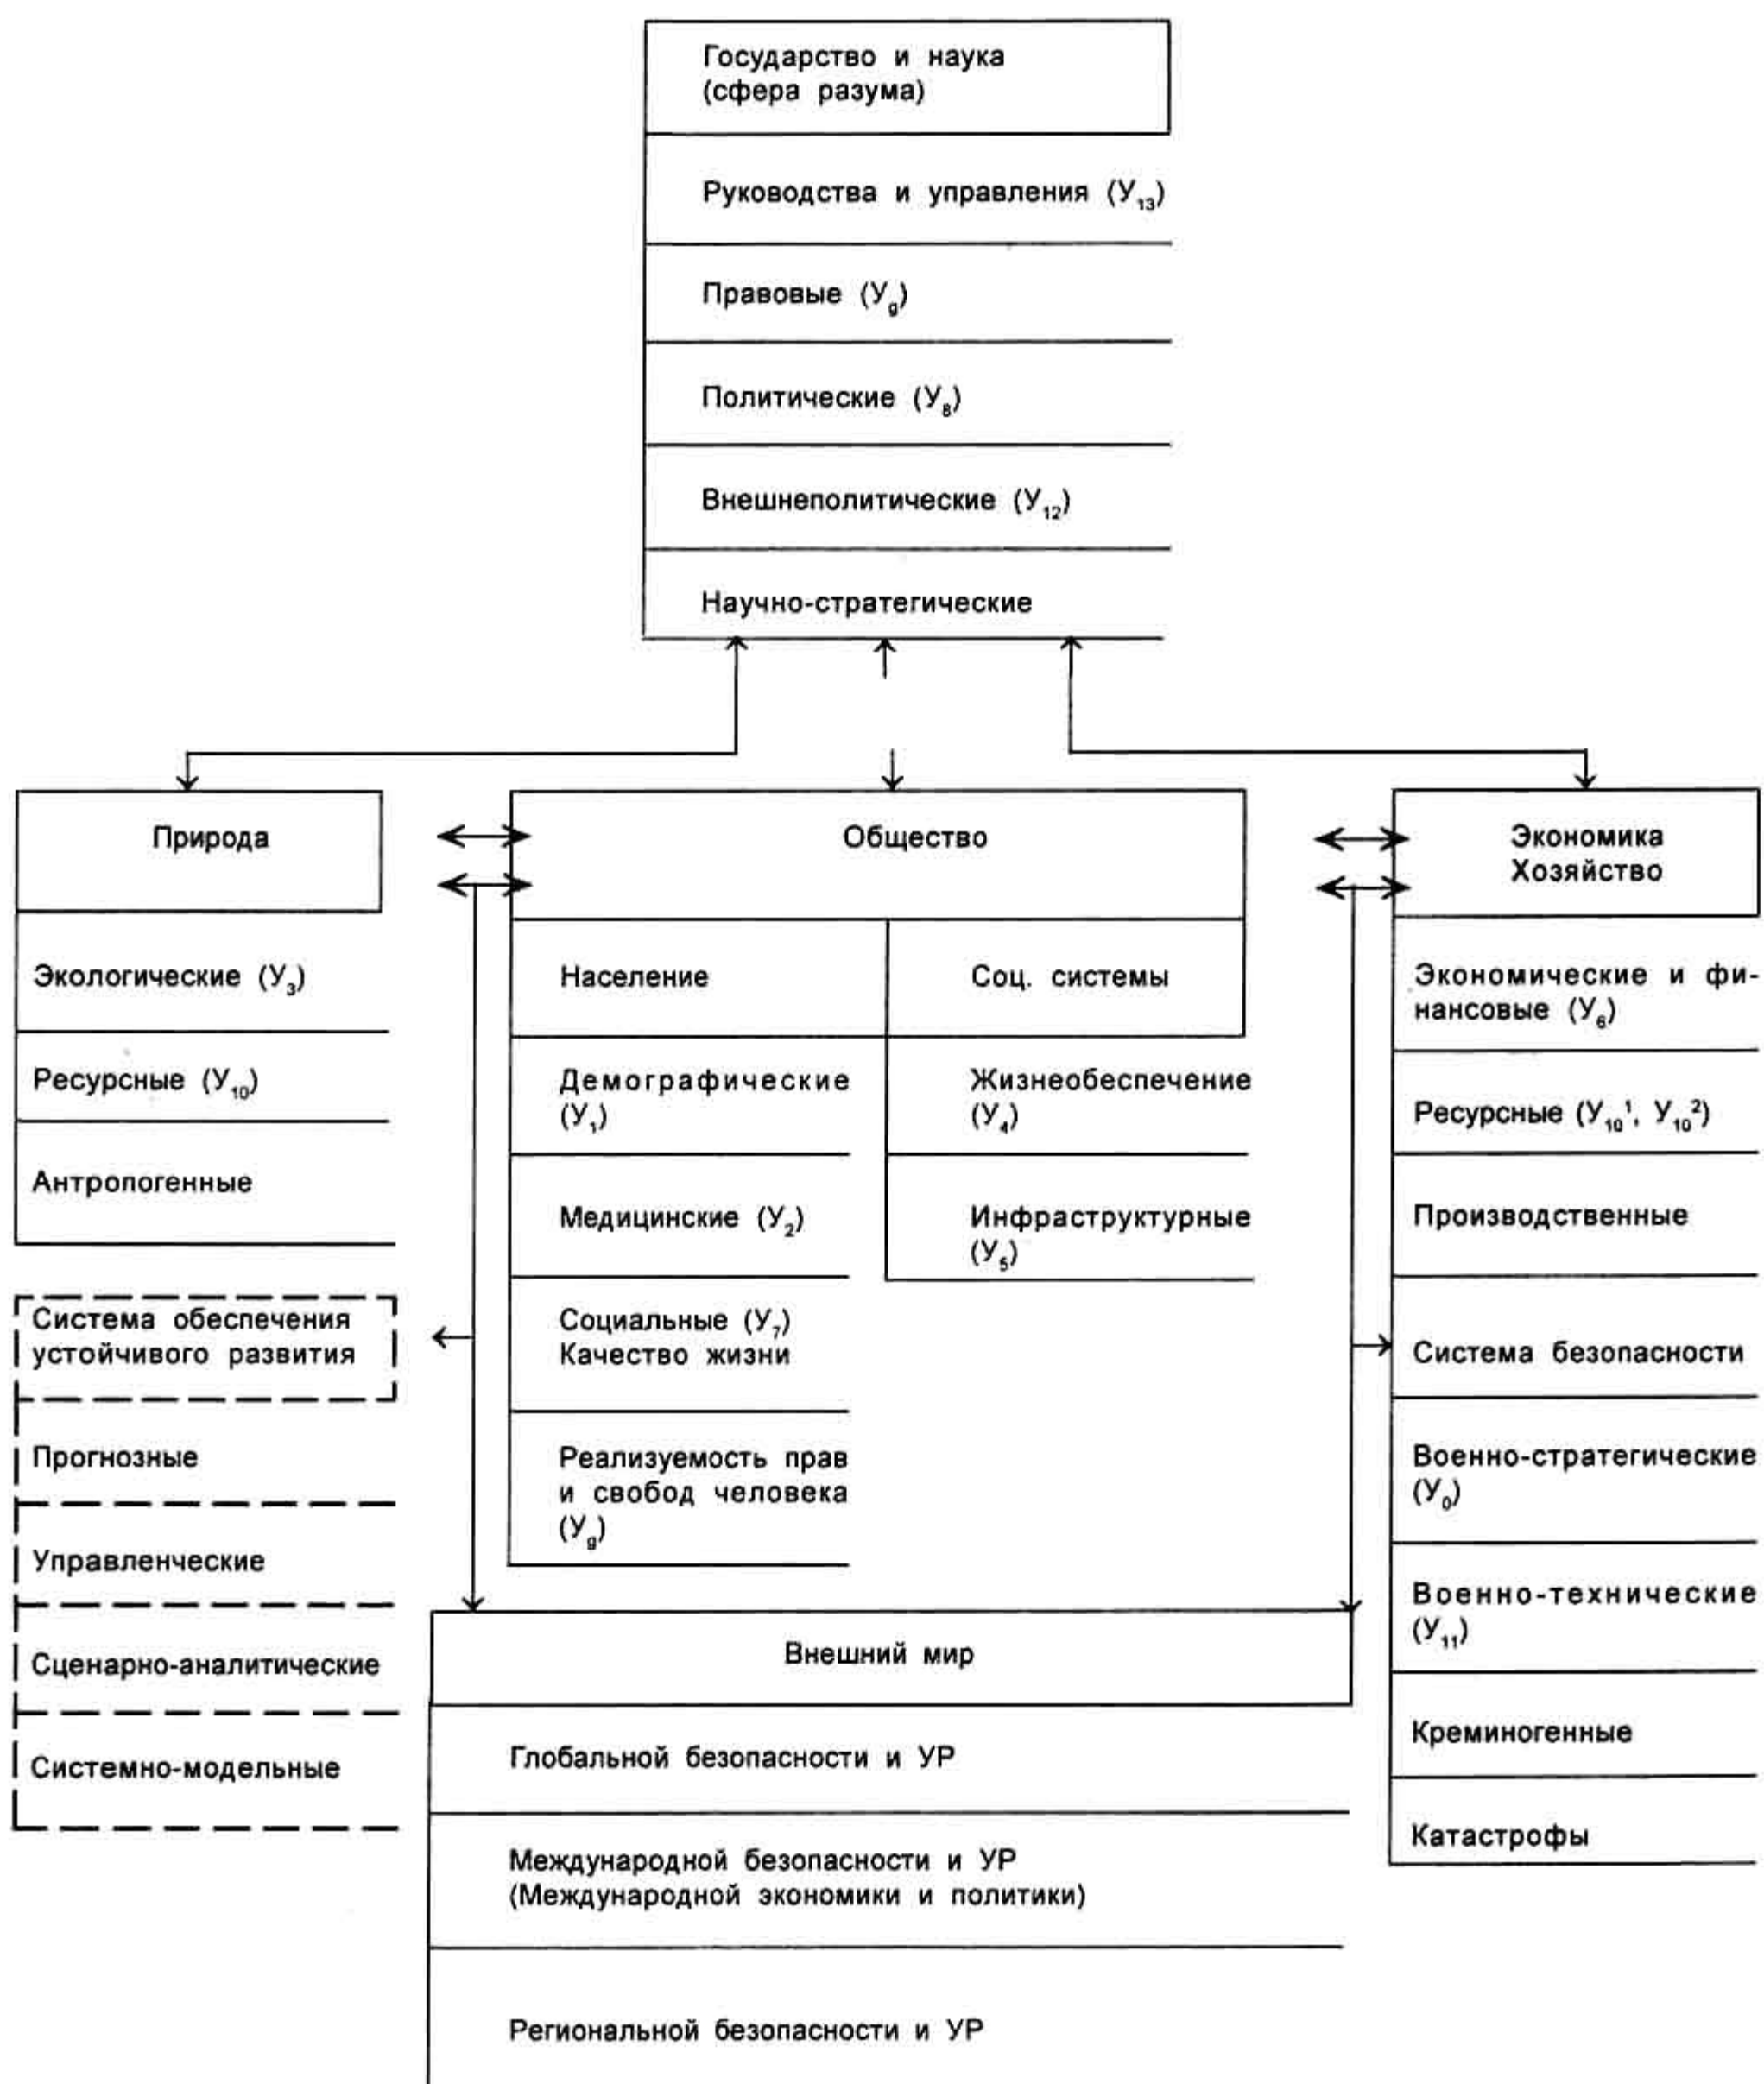 Государство и наука
(сфера разума)
Руководства и управления (У₁₃)
Правовые (У₉)
Политические (У₈)
Внешнеполитические (У₁₂)
Научно-стратегические
Природа
Экологические (У₃)
Ресурсные (У₁₀)
Антропогенные
Система обеспечения
устойчивого развития
Прогнозные
Управленческие
Сценарно-аналитические
Системно-модельные
Общество
Население
Демографические
(У₁)
Медицинские (У₂)
Социальные (У₇)
Качество жизни
Реализуемость прав
и свобод человека
(У₉)
Соц. системы
Жизнеобеспечение
(У₄)
Инфраструктурные
(У₅)
Экономика
Хозяйство
Экономические и фи-
нансовые (У₆)
Ресурсные (У₁₀¹, У₁₀²)
Производственные
Система безопасности
Военно-стратегические
(У₀)
Военно-технические
(У₁₁)
Креминогенные
Катастрофы
Внешний мир
Глобальной безопасности и УР
Международной безопасности и УР
(Международной экономики и политики)
Региональной безопасности и УР